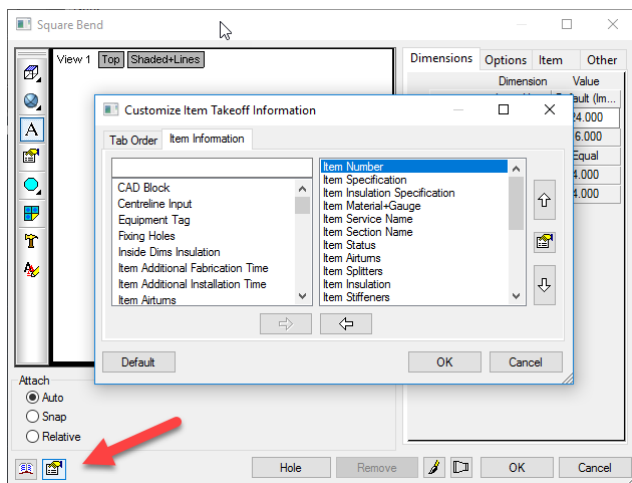 Square Bend
View 1 Top Shaded+Lines
Dimensions Options Item Other
Dimension Value
24.000
6.000
Equal
4.000
4.000
Customize Item Takeoff Information
Tab Order Item Information
CAD Block
Centreline Input
Equipment Tag
Fixing Holes
Inside Dims Insulation
Item Additional Fabrication Time
Item Additional Installation Time
Item Airturns
Item Number
Item Specification
Item Insulation Specification
Item Material+Gauge
Item Service Name
Item Section Name
Item Status
Item Airturns
Item Splitters
Item Insulation
Item Stiffeners
Default OK Cancel
Attach
Auto
Snap
Relative
Hole Remove OK Cancel